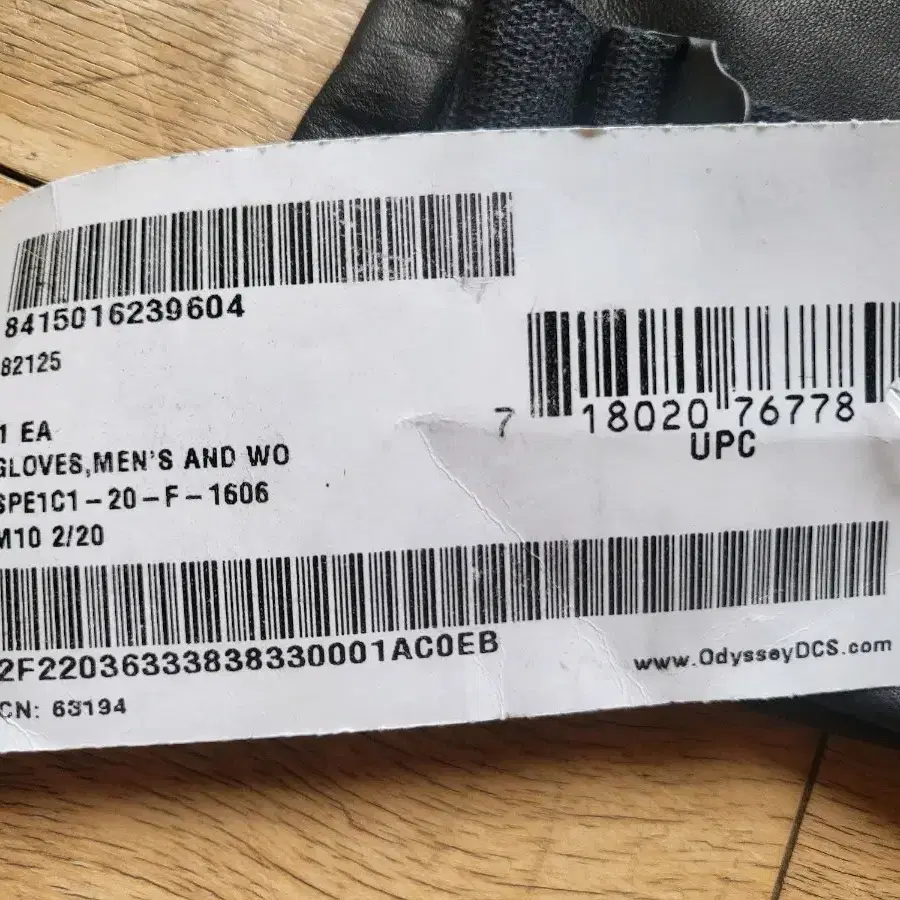 8415016239604
82125
1 EA
GLOVES,MEN'S AND WO
SPE1C1-20-F-1606
M10 2/20
7 18020 76778
UPC
2F22036333838330001AC0EB
www.OdysseyDCS.com
CN: 63194